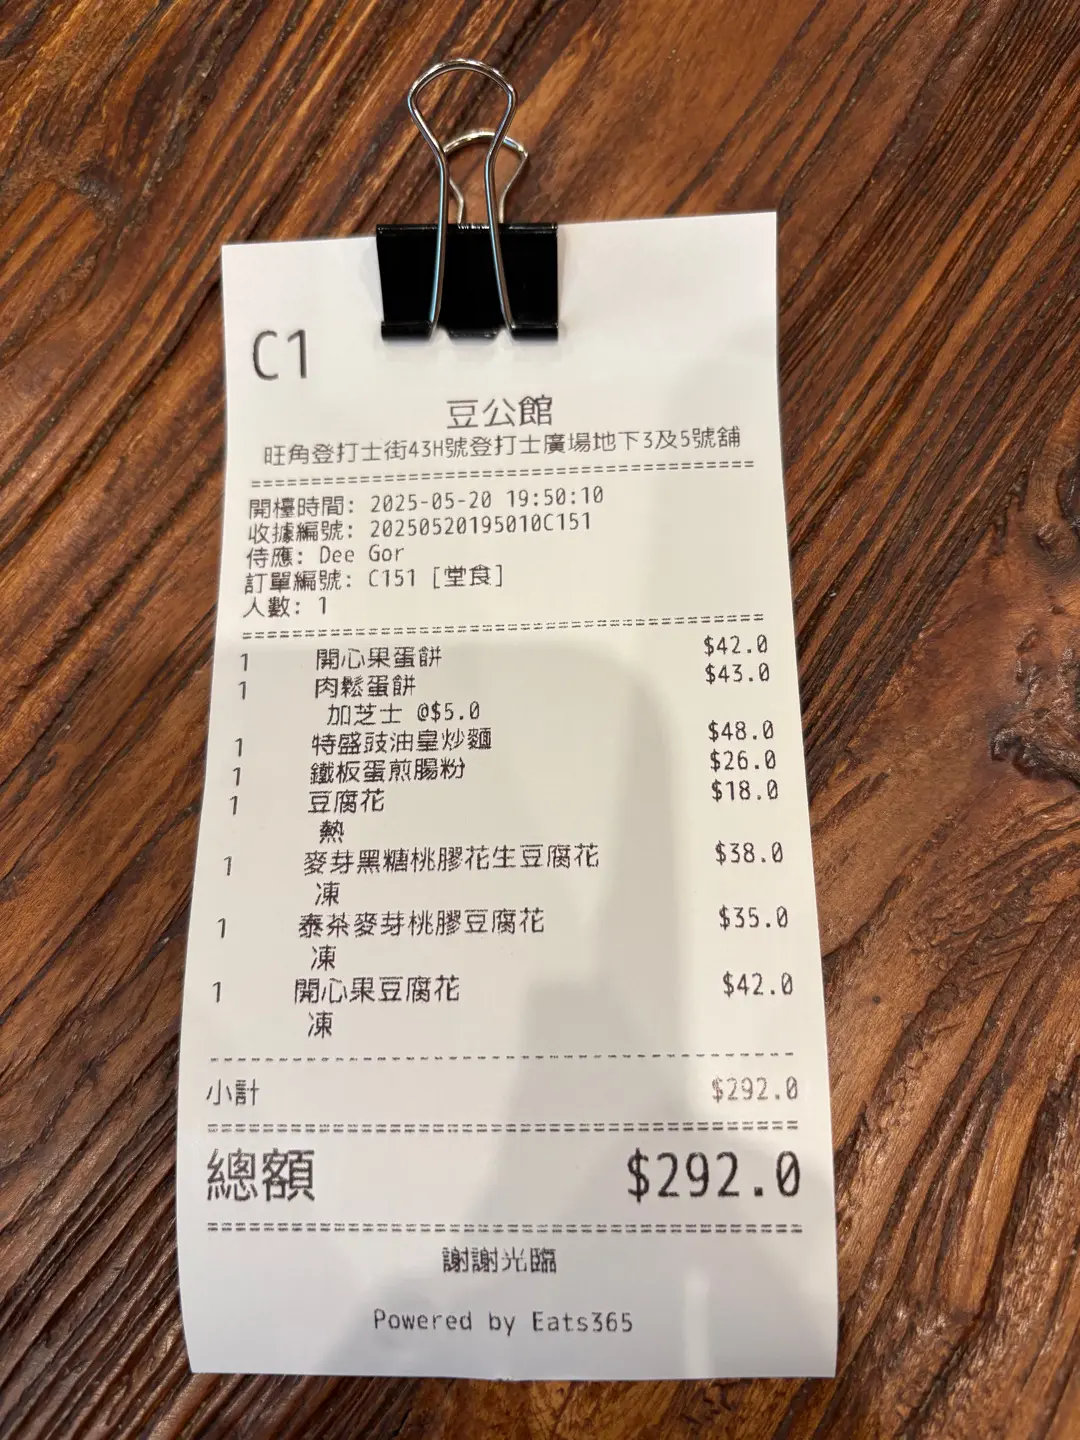 C1
豆公館
旺角登打士街43H號登打士廣場地下3及5號舖
開檯時間: 2025-05-20 19:50:10
收據編號: 20250520195010C151
侍應: Dee Gor
訂單編號: C151 [堂食]
人數: 1
1 開心果蛋餅 $42.0
1 肉鬆蛋餅 $43.0
加芝士 @$5.0
1 特盛豉油皇炒麵 $48.0
1 鐵板蛋煎腸粉 $26.0
1 豆腐花 $18.0
熱
1 麥芽黑糖桃膠花生豆腐花 $38.0
凍
1 泰茶麥芽桃膠豆腐花 $35.0
凍
1 開心果豆腐花 $42.0
凍
小計 $292.0
總額 $292.0
謝謝光臨
Powered by Eats365